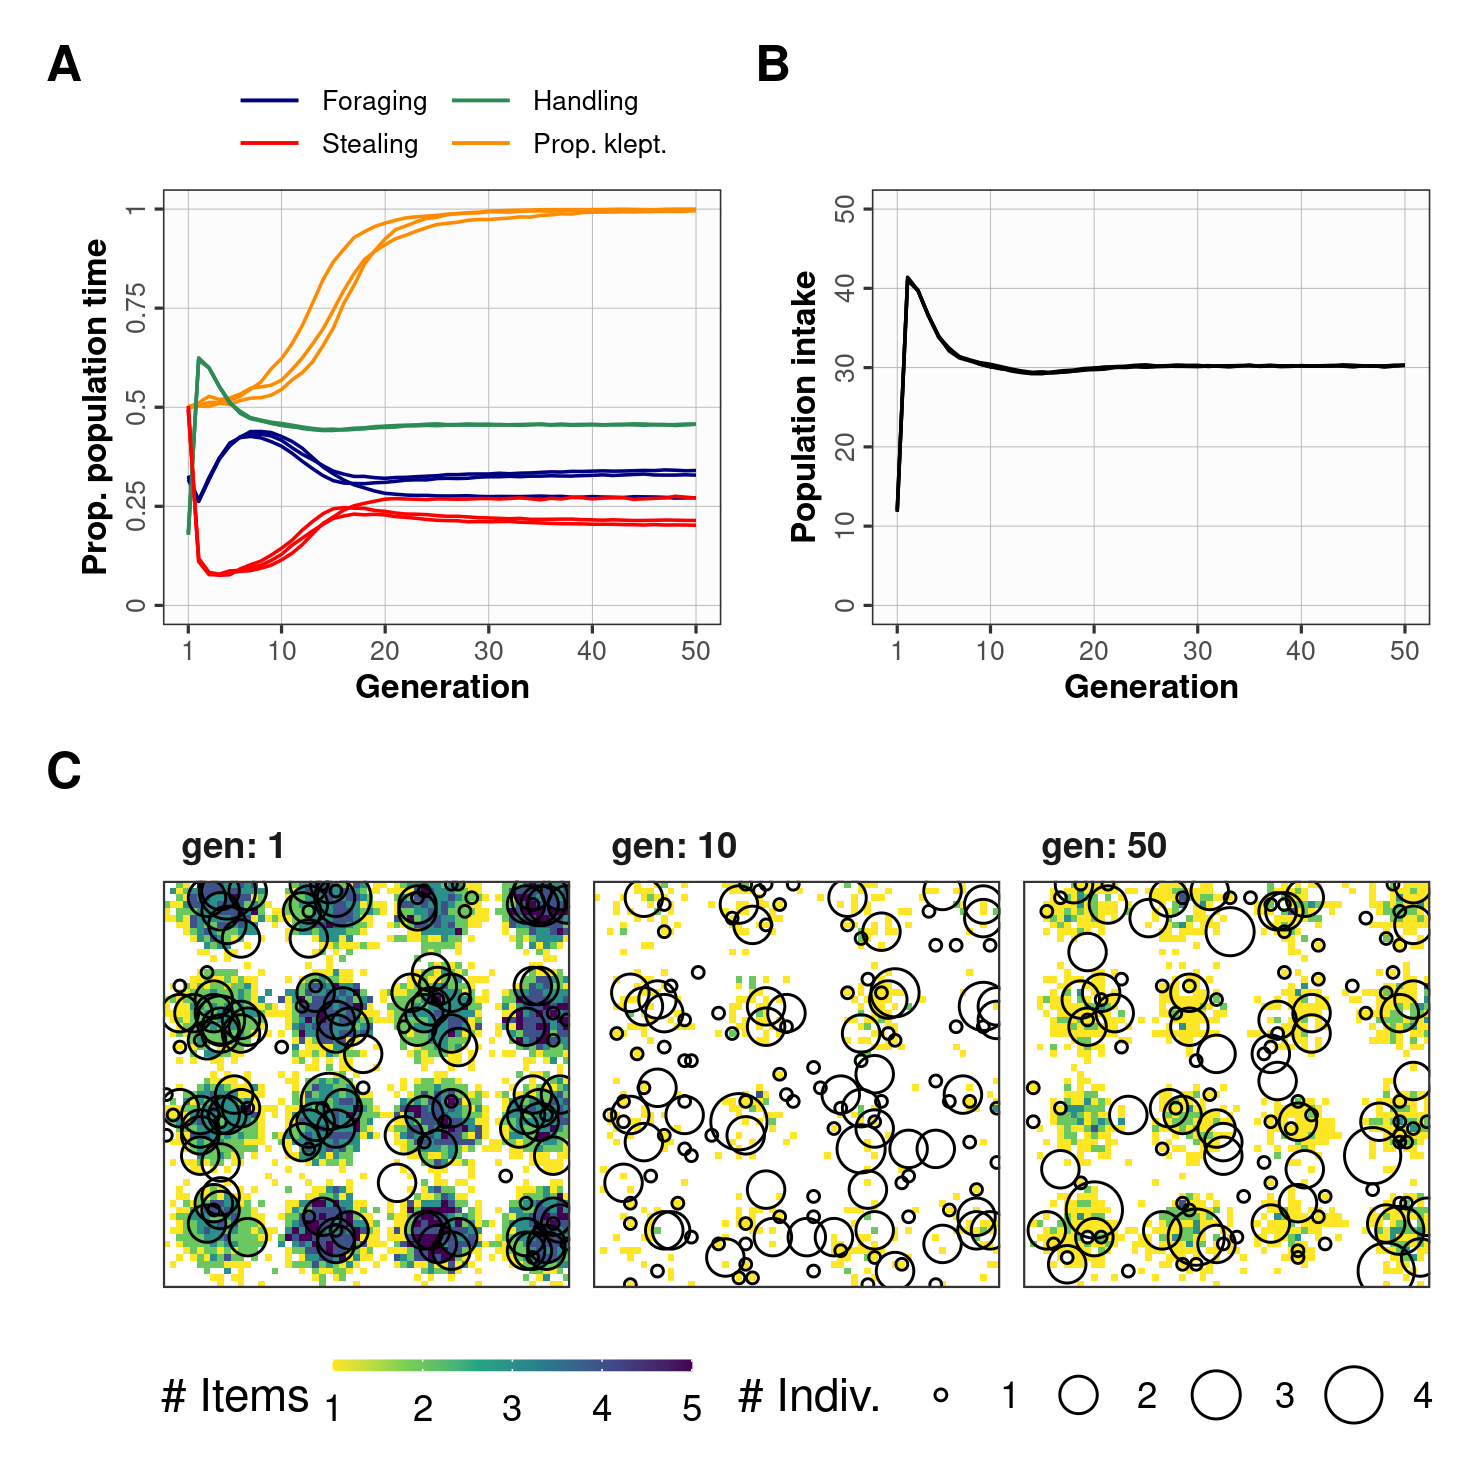 A
B
Foraging
Handling
Stealing
Prop. klept.
Prop. population time
1
0.75
0.5
0.25
0
1 10 20 30 40 50
Generation
Population intake
50
40
30
20
10
0
1 10 20 30 40 50
Generation
C
gen: 1
gen: 10
gen: 50
# Items
1 2 3 4 5
# Indiv.
1 2 3 4